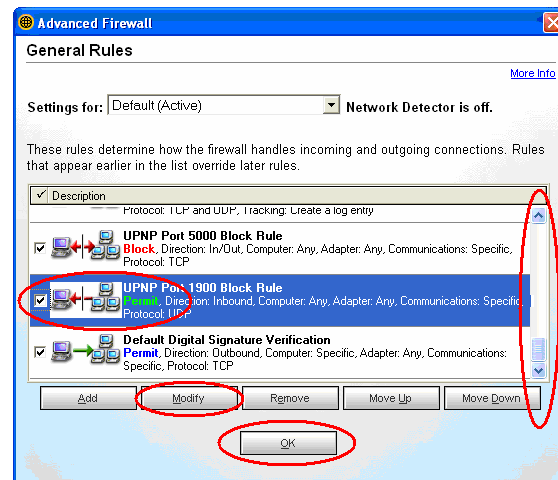 Advanced Firewall
General Rules
More Info
Settings for: Default (Active) Network Detector is off.
These rules determine how the firewall handles incoming and outgoing connections. Rules
that appear earlier in the list override later rules.
Description
Protocol: TCP and UDP, Tracking: Create a log entry
UPNP Port 5000 Block Rule
Block, Direction: In/Out, Computer: Any, Adapter: Any, Communications: Specific,
Protocol: TCP
UPNP Port 1900 Block Rule
Permit, Direction: Inbound, Computer: Any, Adapter: Any, Communications: Specific,
Protocol: UDP
Default Digital Signature Verification
Permit, Direction: Outbound, Computer: Specific, Adapter: Any, Communications:
Specific, Protocol: TCP
Add Modify Remove Move Up Move Down
OK